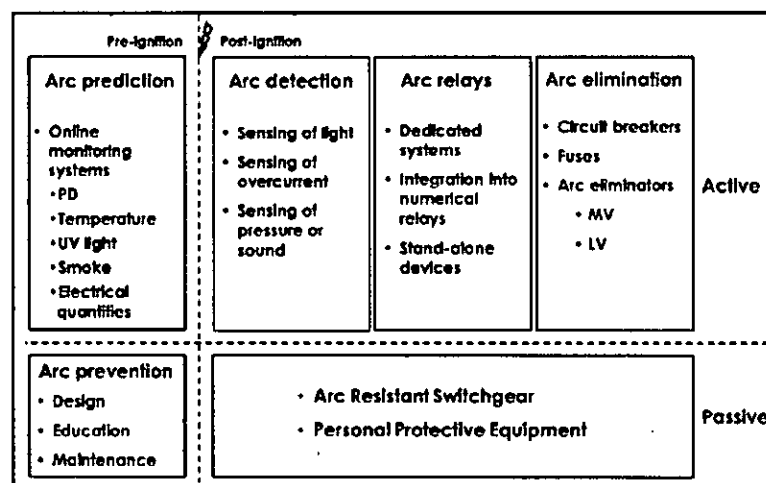 Pre-ignition
Post-ignition
Arc prediction
• Online
monitoring
systems
• PD
• Temperature
• UV light
• Smoke
• Electrical
quantities
Arc detection
• Sensing of light
• Sensing of
overcurrent
• Sensing of
pressure or
sound
Arc relays
• Dedicated
systems
• Integration into
numerical
relays
• Stand-alone
devices
Arc elimination
• Circuit breakers
• Fuses
• Arc eliminators
• MV
• LV
Active
Arc prevention
• Design
• Education
• Maintenance
• Arc Resistant Switchgear
• Personal Protective Equipment
Passive